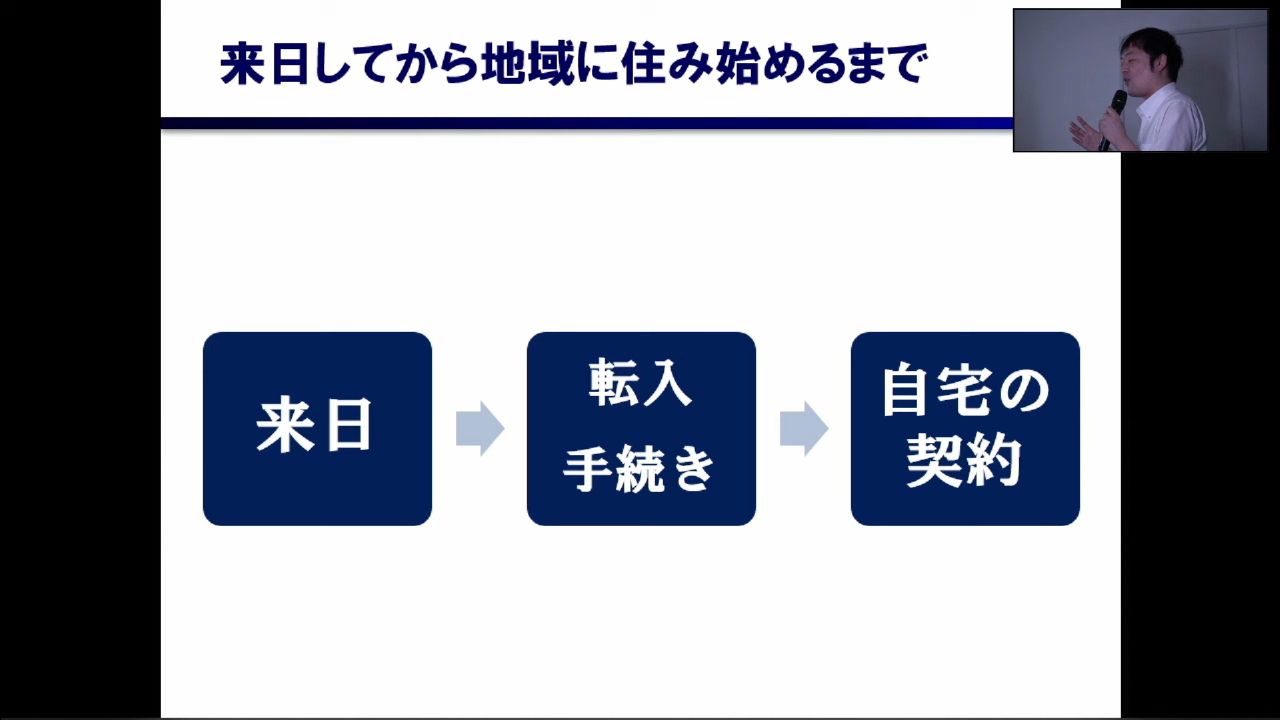 来日してから地域に住み始めるまで
来日
転入
手続き
自宅の
契約